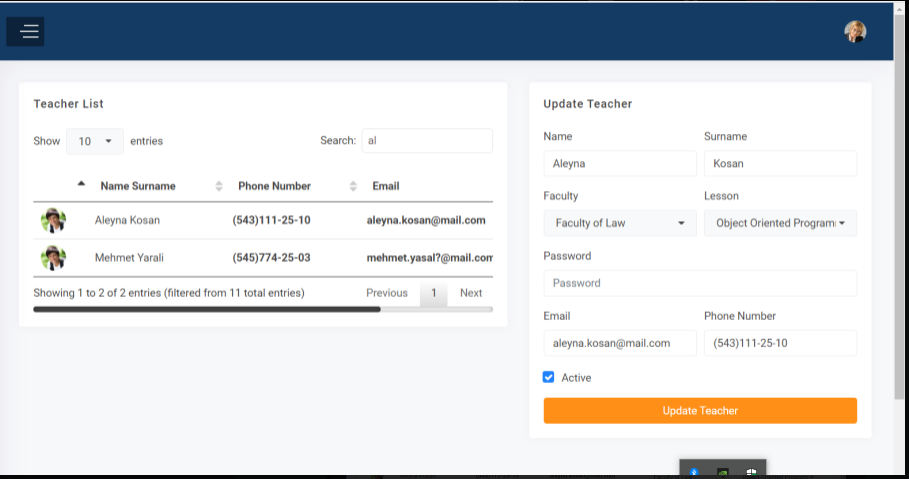 Teacher List
Show 10 entries
Search: al
Name Surname Phone Number Email
Aleyna Kosan (543)111-25-10 aleyna.kosan@mail.com
Mehmet Yarali (545)774-25-03 mehmet.yasal?@mail.com
Showing 1 to 2 of 2 entries (filtered from 11 total entries)
Previous 1 Next
Update Teacher
Name Surname
Aleyna Kosan
Faculty Lesson
Faculty of Law Object Oriented Program
Password
Password
Email Phone Number
aleyna.kosan@mail.com (543)111-25-10
Active
Update Teacher